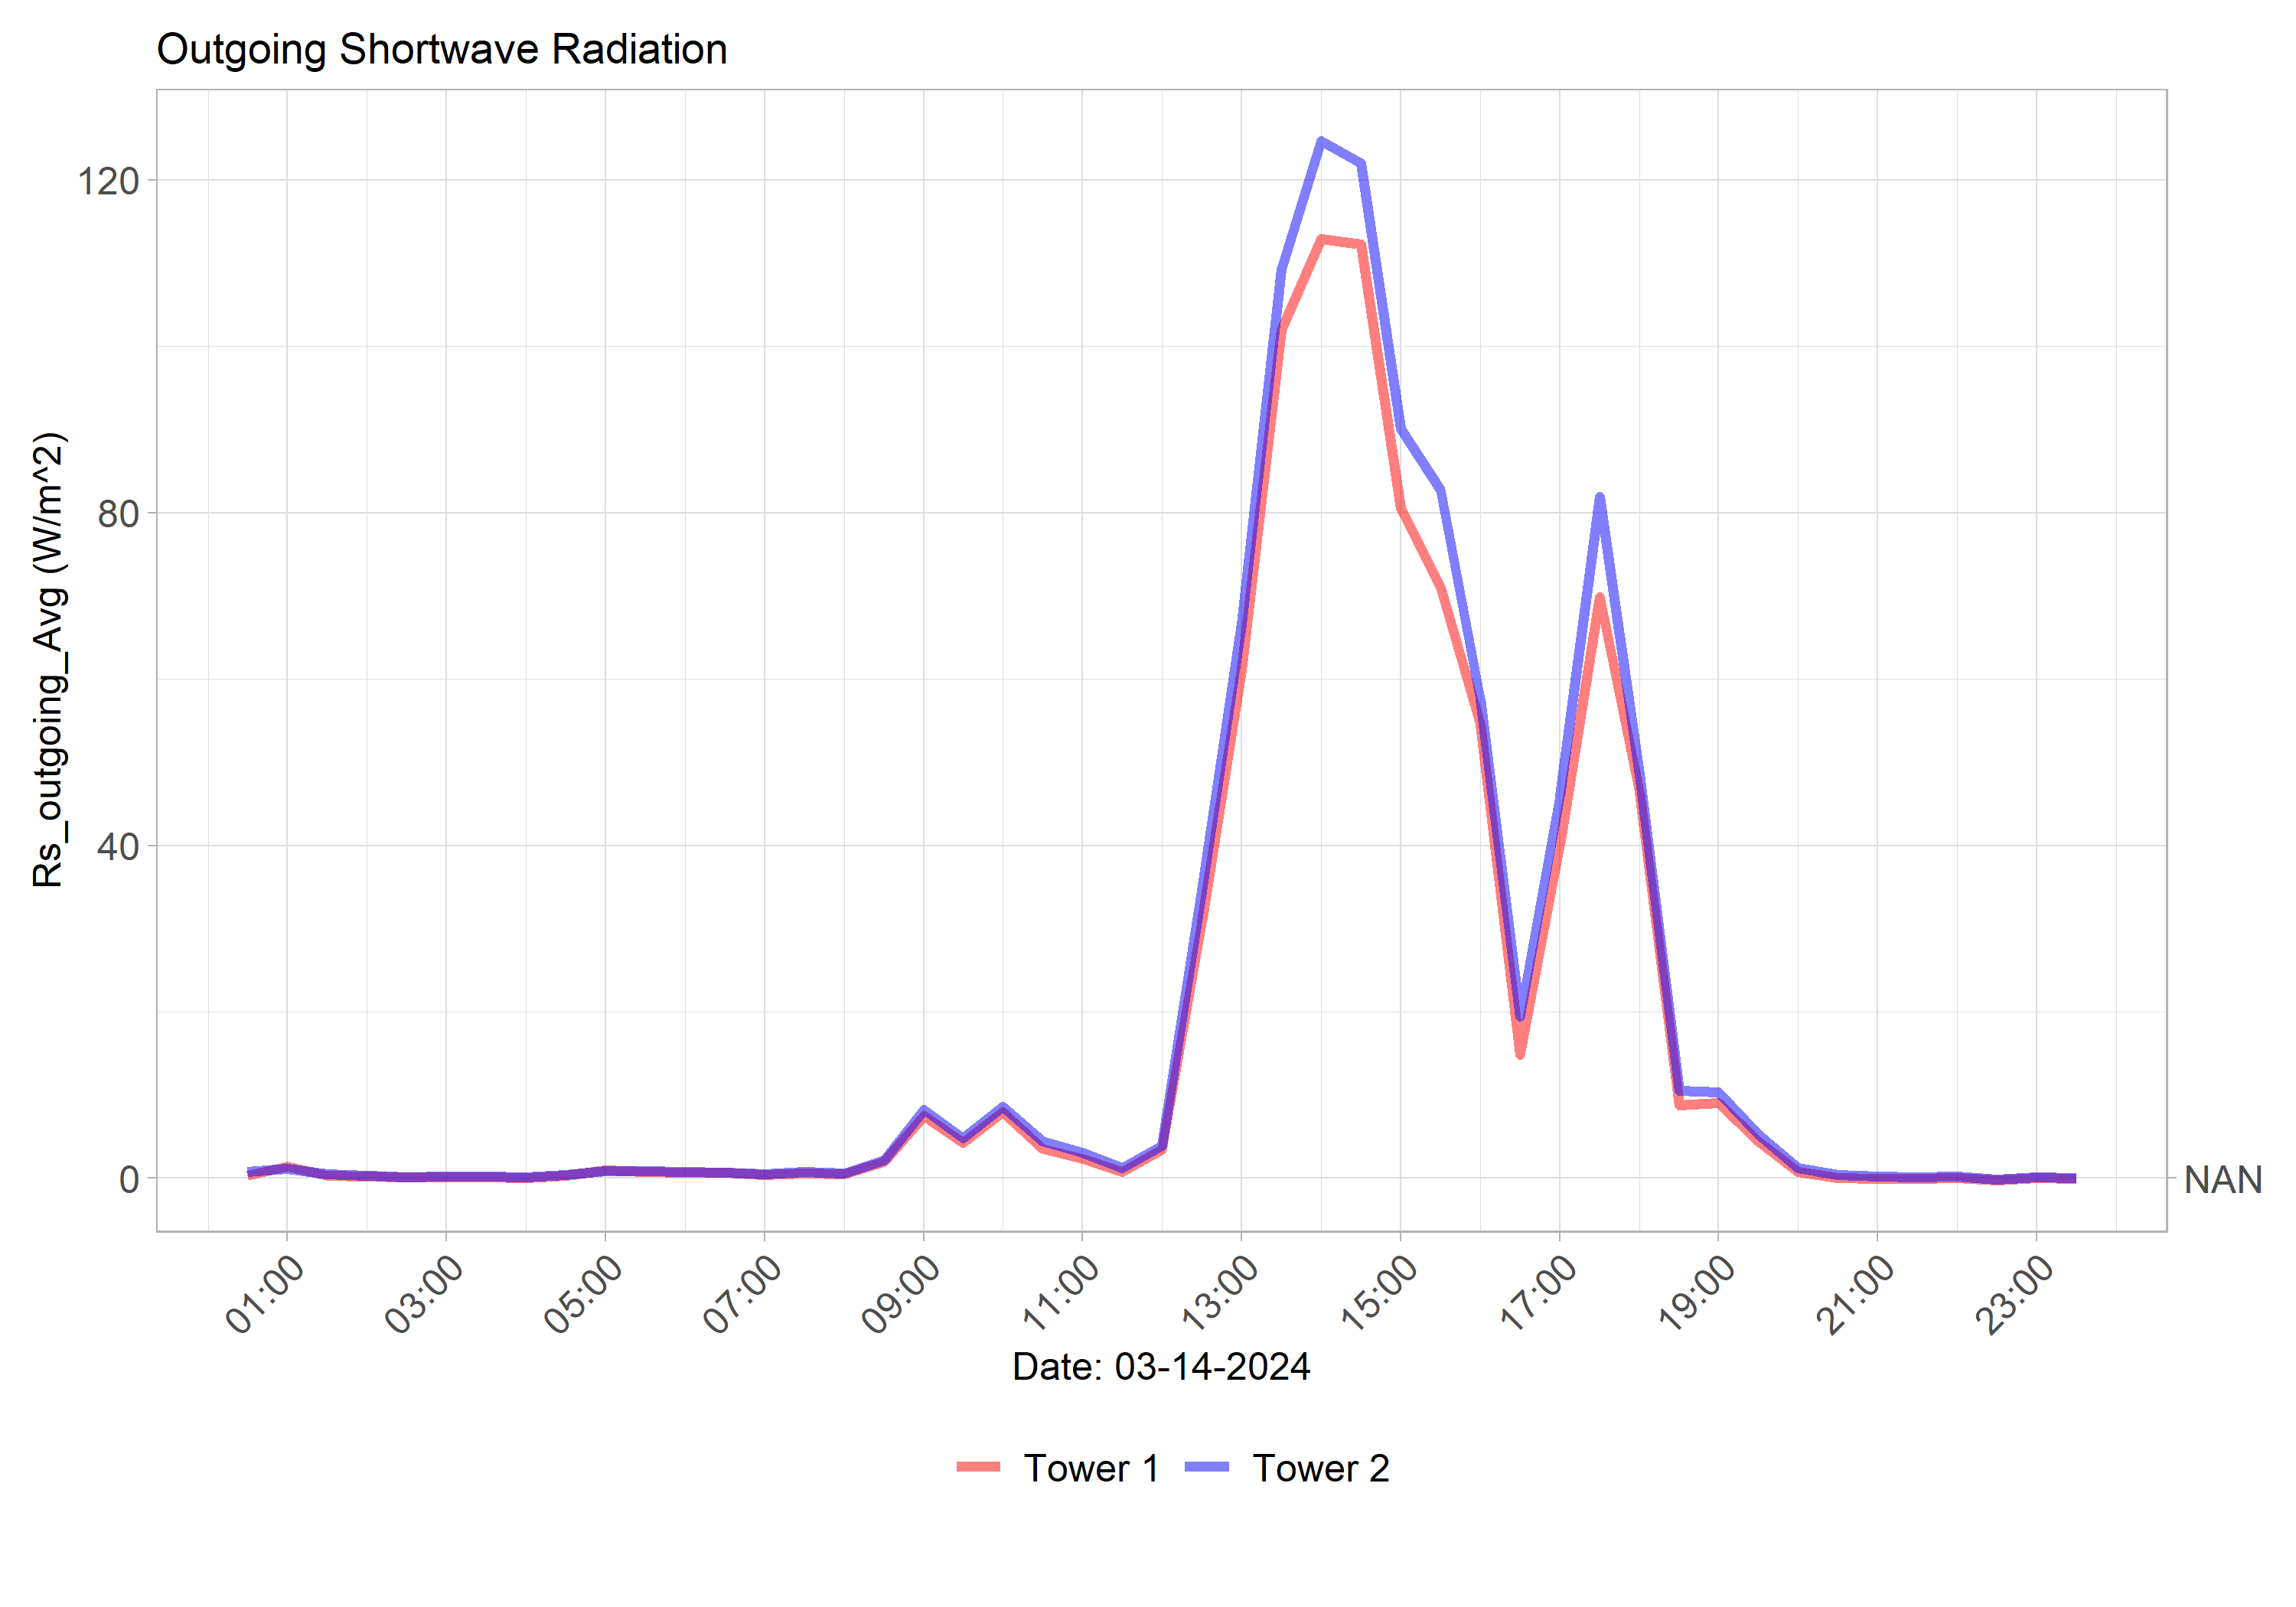 Outgoing Shortwave Radiation
Rs_outgoing_Avg (W/m^2)
120
80
40
0
NAN
01:00 03:00 05:00 07:00 09:00 11:00 13:00 15:00 17:00 19:00 21:00 23:00
Date: 03-14-2024
Tower 1 Tower 2